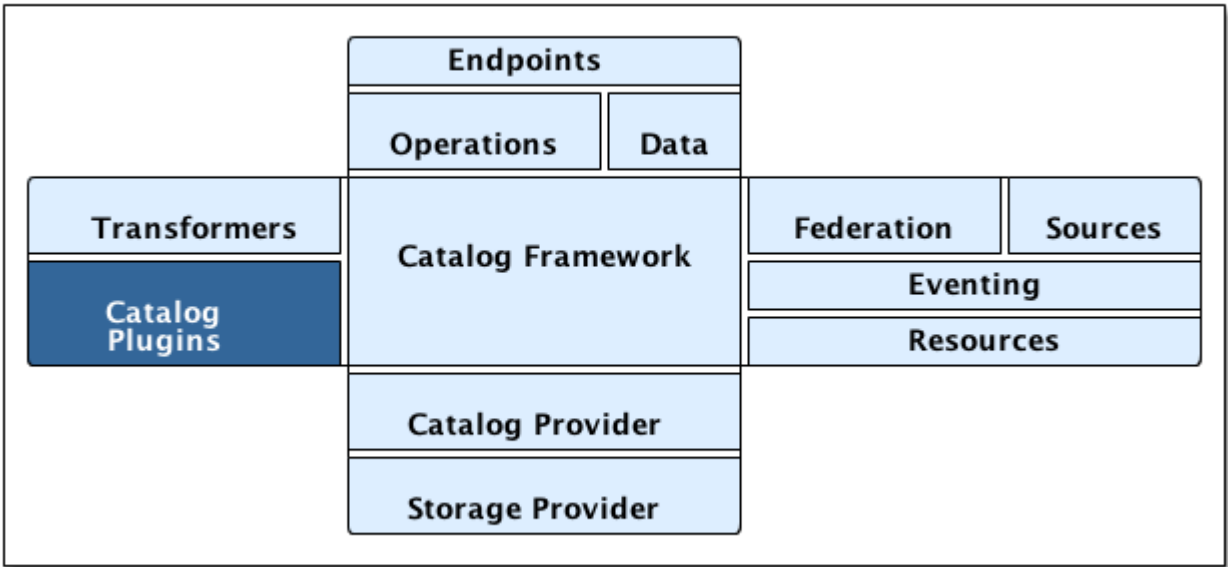 Endpoints
Operations
Data
Transformers
Catalog Framework
Federation
Sources
Catalog
Plugins
Eventing
Resources
Catalog Provider
Storage Provider